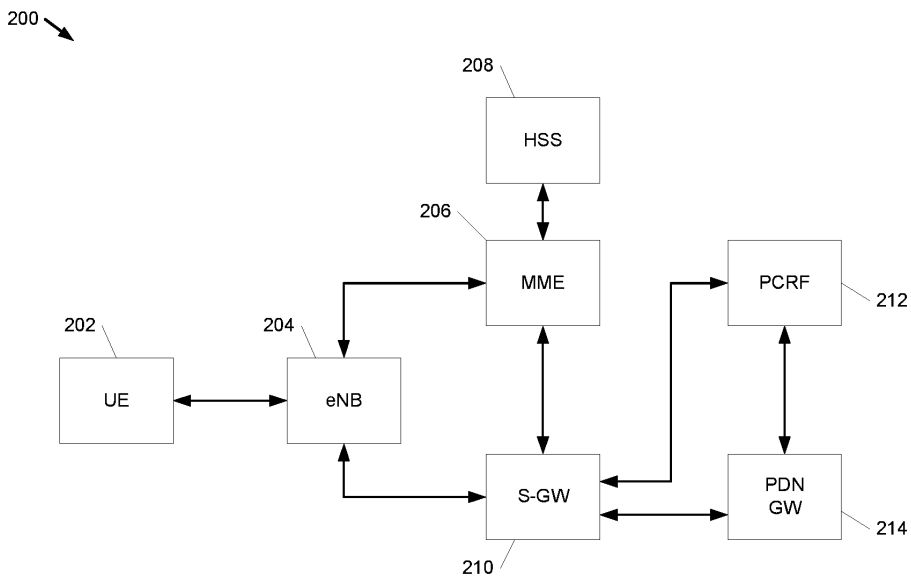 200
208
HSS
206
MME
PCRF
212
202
204
UE
eNB
S-GW
PDN
GW
210
214